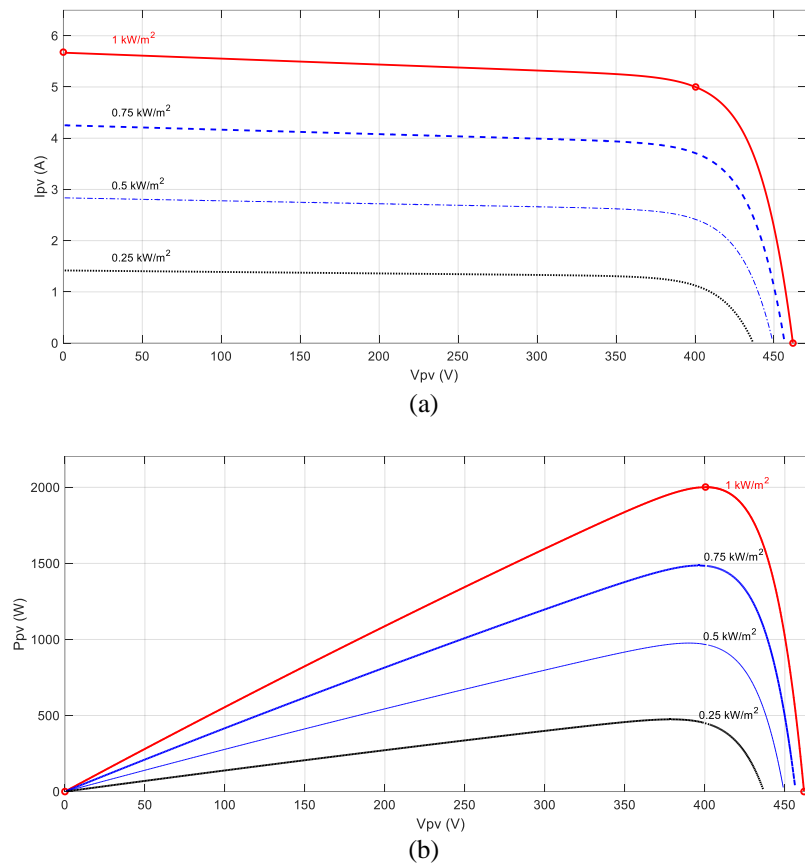 6
1 kW/m²
5
0.75 kW/m²
4
Ipv (A)
3
0.5 kW/m²
2
0.25 kW/m²
1
0
0 50 100 150 200 250 300 350 400 450
Vpv (V)
(a)
2000
1 kW/m²
1500
0.75 kW/m²
Ppv (W)
1000
0.5 kW/m²
500
0.25 kW/m²
0
0 50 100 150 200 250 300 350 400 450
Vpv (V)
(b)